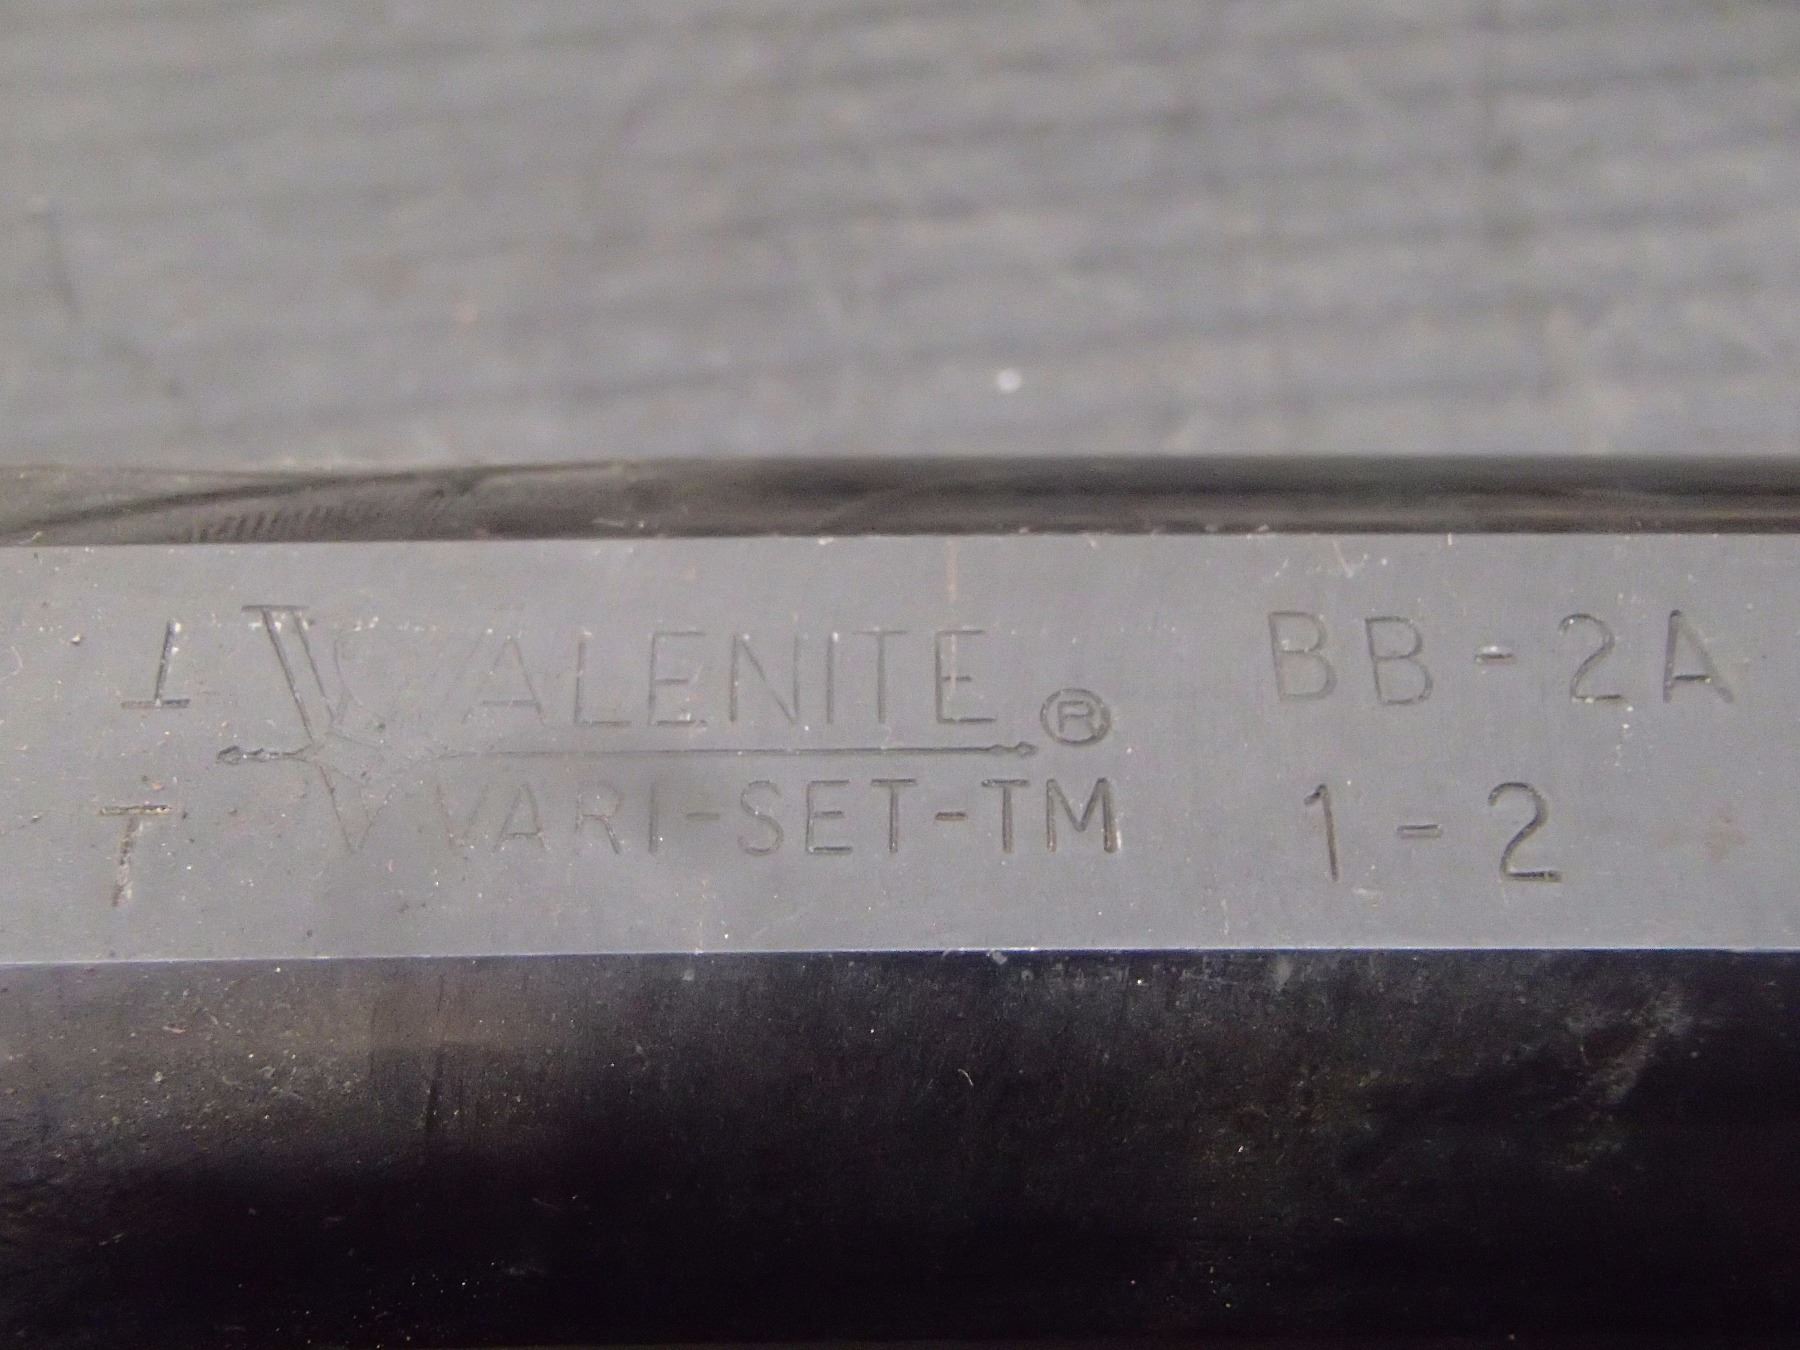 VALENITE ® BB-2A
VARI-SET-TM 1-2